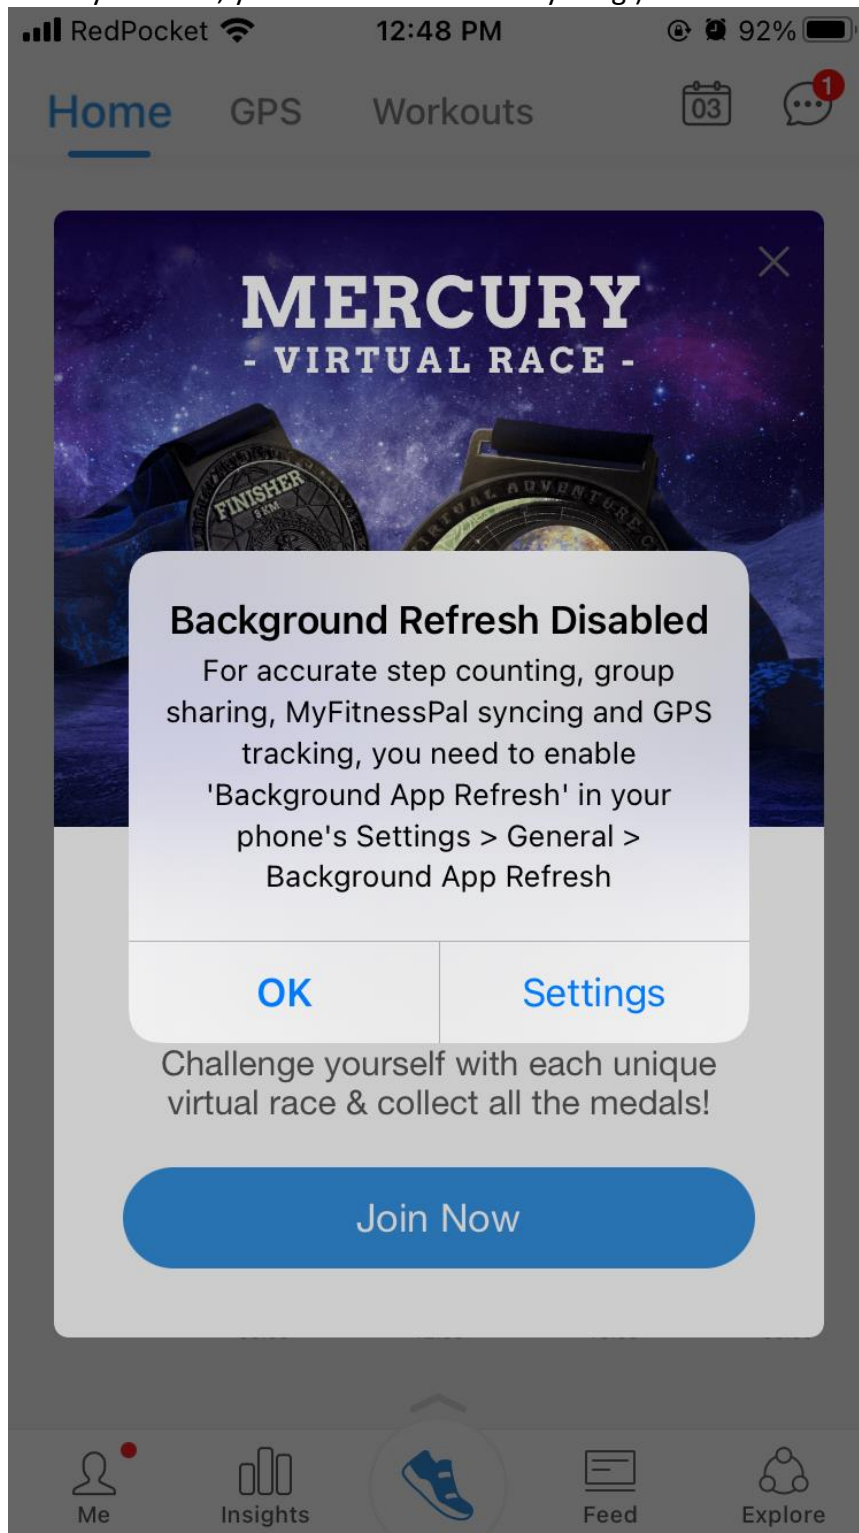 RedPocket 12:48 PM 92%
Home GPS Workouts 03 1
MERCURY
- VIRTUAL RACE -
FINISHER
5KM
VIRTUAL ADVENTURE
Background Refresh Disabled
For accurate step counting, group
sharing, MyFitnessPal syncing and GPS
tracking, you need to enable
'Background App Refresh' in your
phone's Settings > General >
Background App Refresh
OK Settings
Challenge yourself with each unique
virtual race & collect all the medals!
Join Now
Me Insights Feed Explore